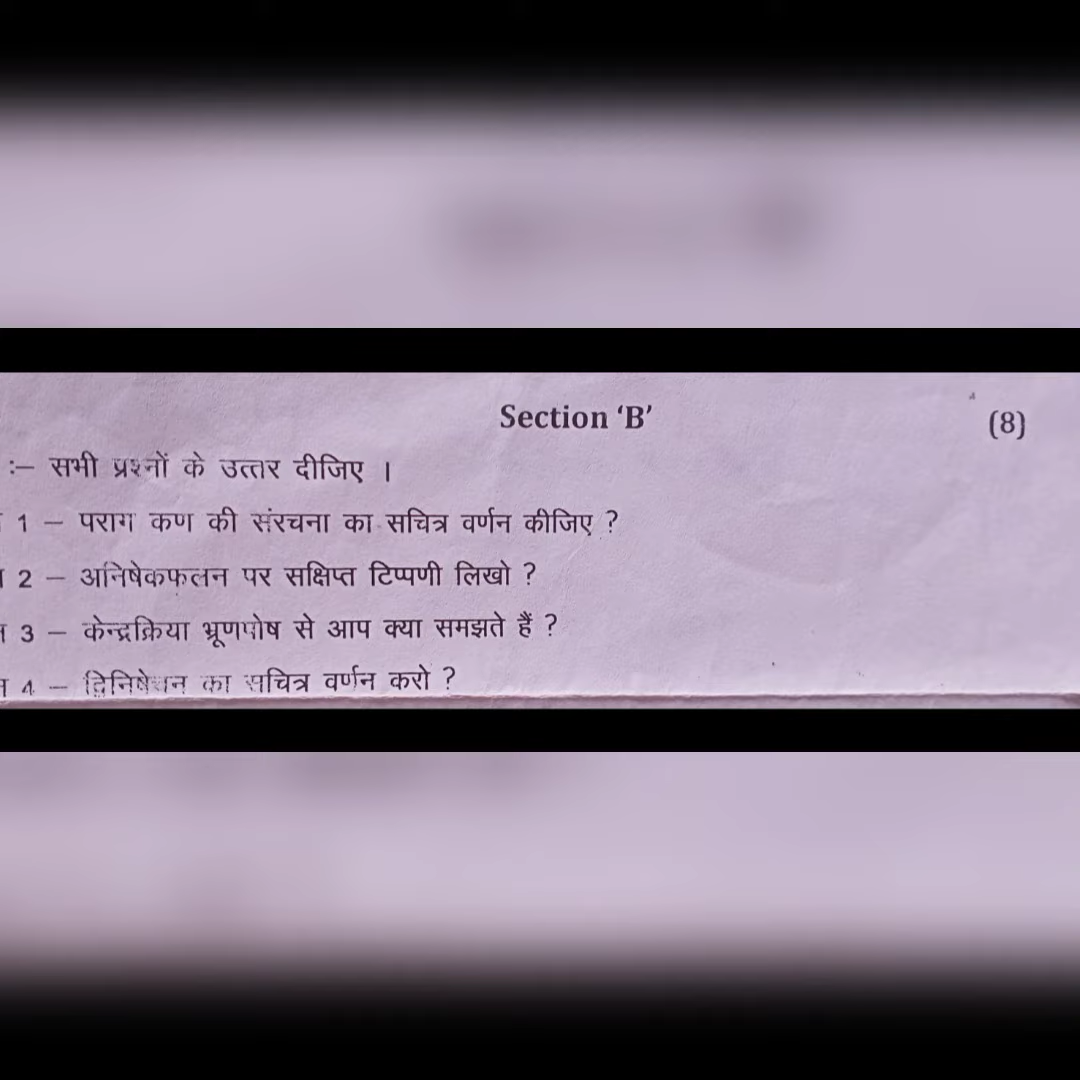 Section ‘B’
(8)
:– सभी प्रश्नों के उत्तर दीजिए ।
1 – पराग कण की संरचना का सचित्र वर्णन कीजिए ?
2 – अनिषेकफलन पर सक्षिप्त टिप्पणी लिखो ?
3 – केन्द्रक्रिया भ्रूणपोष से आप क्या समझते हैं ?
4 – द्विनिषेचन का सचित्र वर्णन करो ?